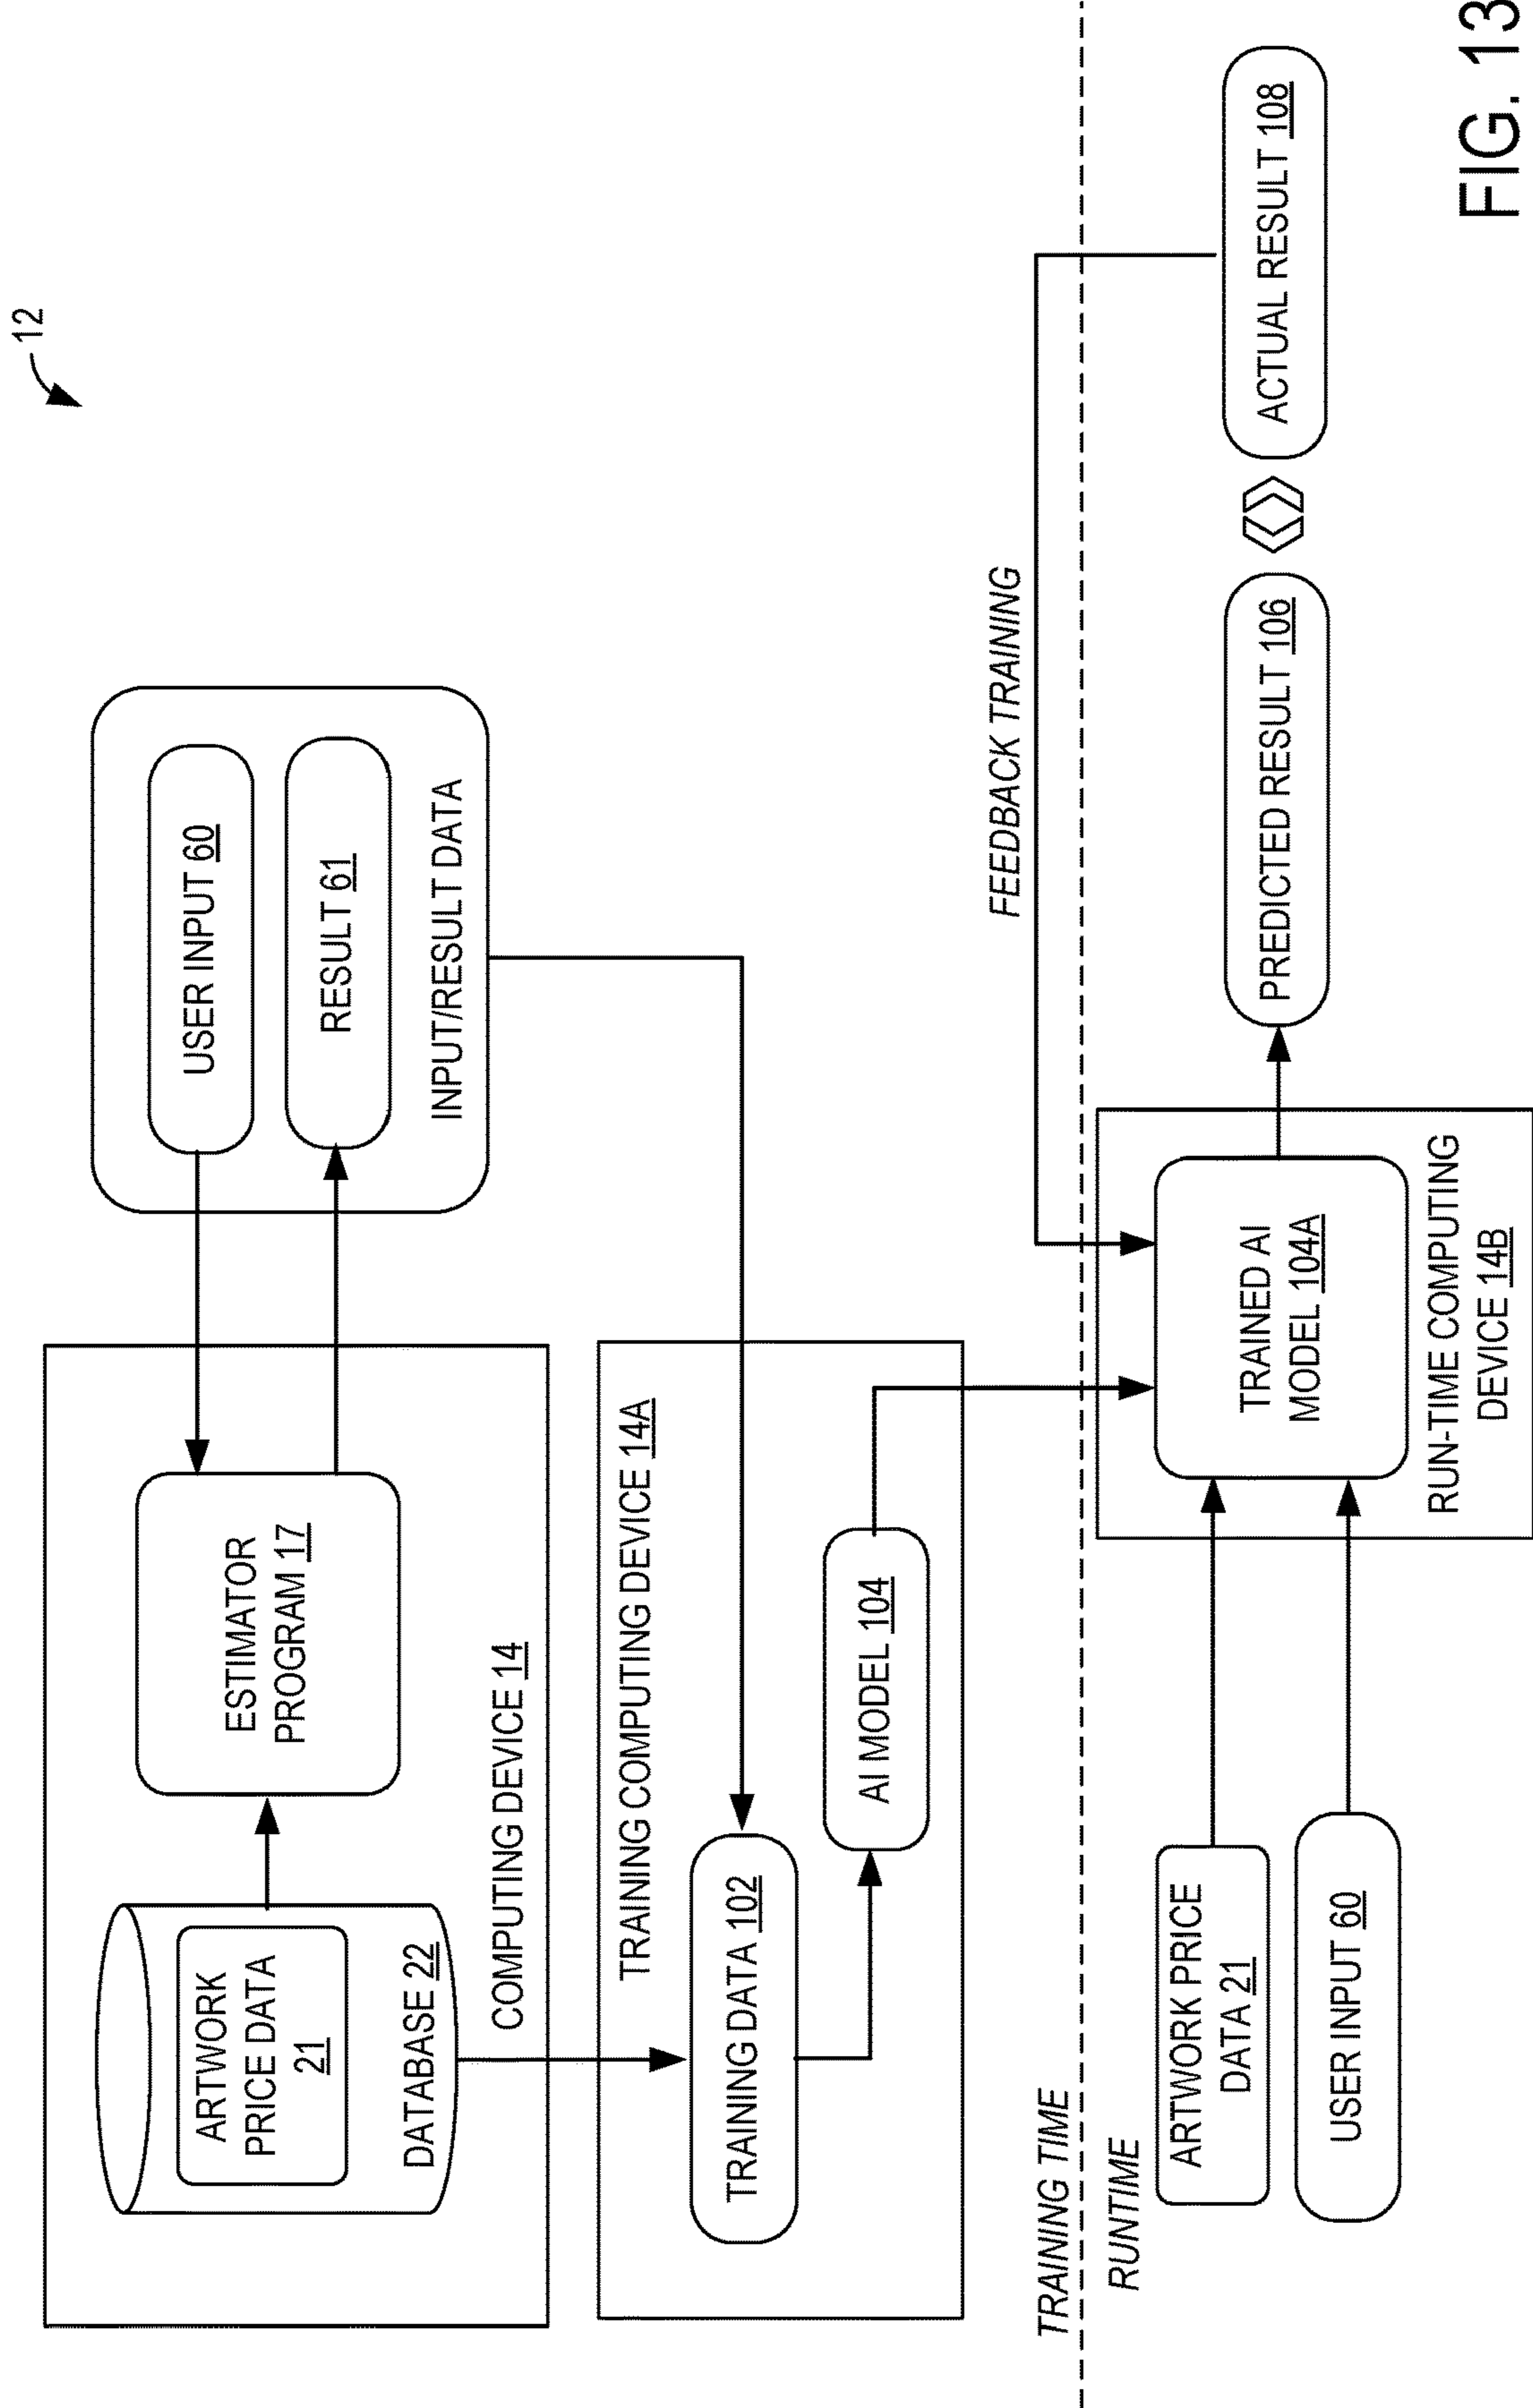 12
ARTWORK
PRICE DATA
21
DATABASE 22
ESTIMATOR
PROGRAM 17
COMPUTING DEVICE 14
USER INPUT 60
RESULT 61
INPUT/RESULT DATA
TRAINING COMPUTING DEVICE 14A
TRAINING DATA 102
AI MODEL 104
FEEDBACK TRAINING
TRAINING TIME
RUNTIME
ARTWORK PRICE
DATA 21
USER INPUT 60
TRAINED AI
MODEL 104A
RUN-TIME COMPUTING
DEVICE 14B
PREDICTED RESULT 106
ACTUAL RESULT 108
FIG. 13